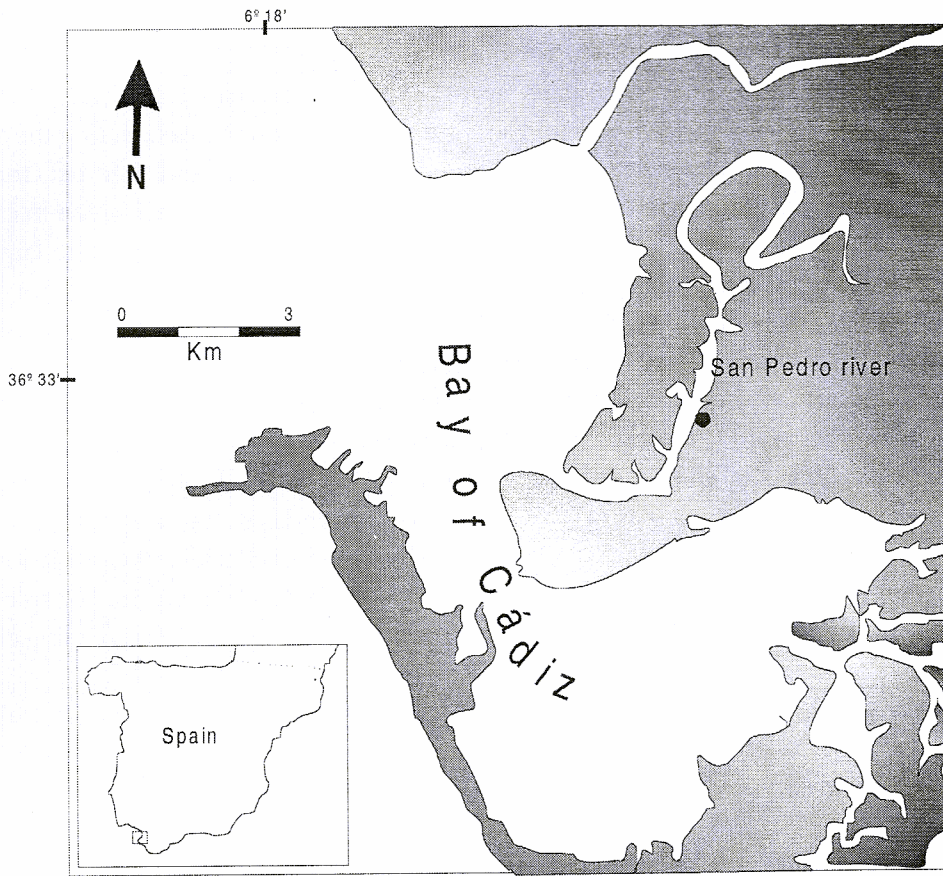 6º 18'
N
0 3
Km
36º 33'
San Pedro river
Bay of Cádiz
Spain